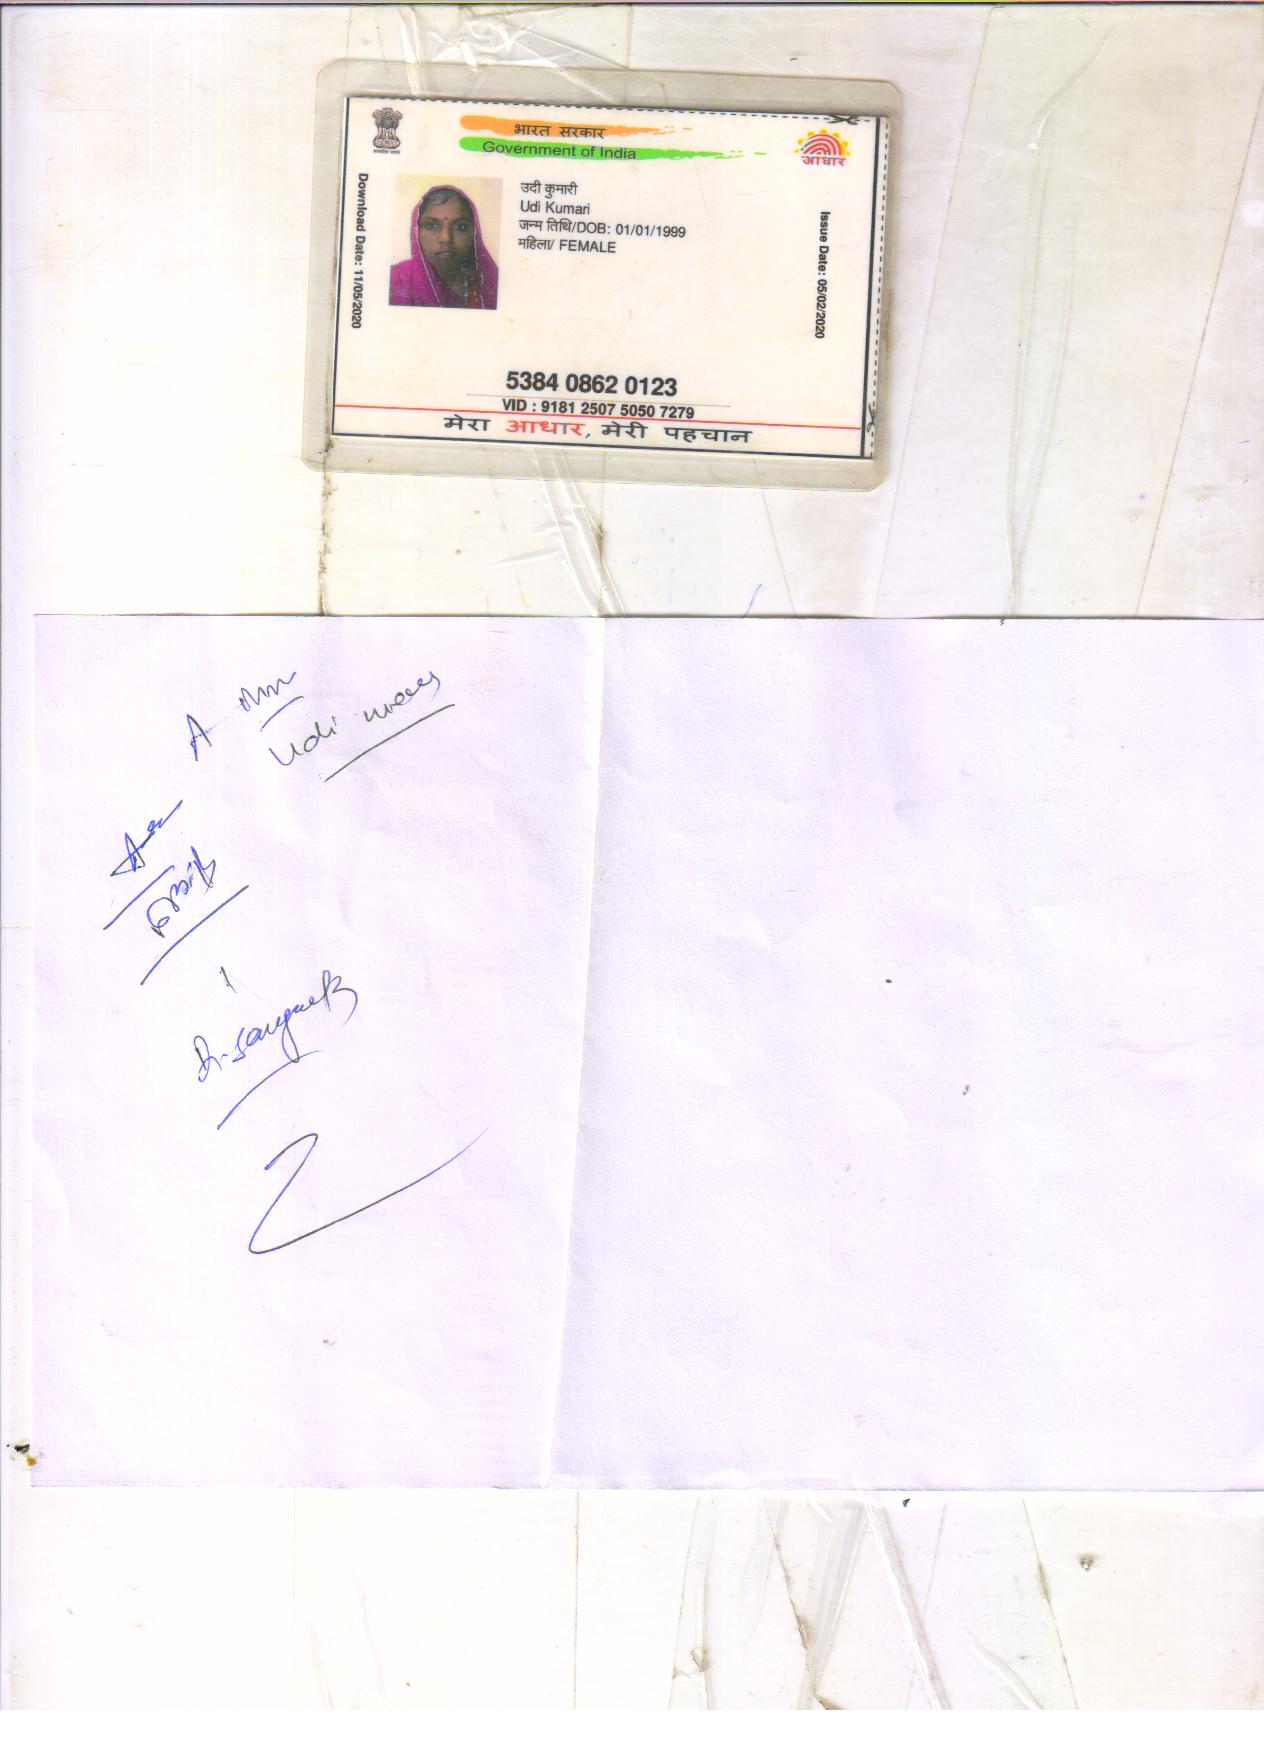 भारत सरकार
Government of India
आधार
Download Date: 11/05/2020
उदी कुमारी
Udi Kumari
जन्म तिथि/DOB: 01/01/1999
महिला/ FEMALE
Issue Date: 05/02/2020
5384 0862 0123
VID : 9181 2507 5050 7279
मेरा आधार, मेरी पहचान
A
Udi